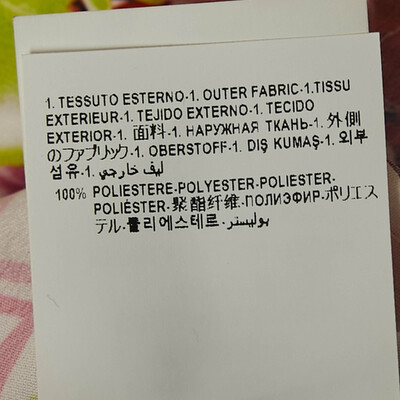 1. TESSUTO ESTERNO-1. OUTER FABRIC-1.TISSU
EXTERIEUR-1. TEJIDO EXTERNO-1. TECIDO
EXTERIOR-1. 面料-1. НАРУЖНАЯ ТКАНЬ-1. 外側
のファブリック-1. OBERSTOFF-1. DIŞ KUMAŞ-1. 외부
섬유-1. ليف خارجي
100% POLIESTERE-POLYESTER-POLIESTER-
POLIÉSTER-聚酯纤维-ПОЛИЭФИР-ポリエス
テル-폴리에스테르-بوليستر